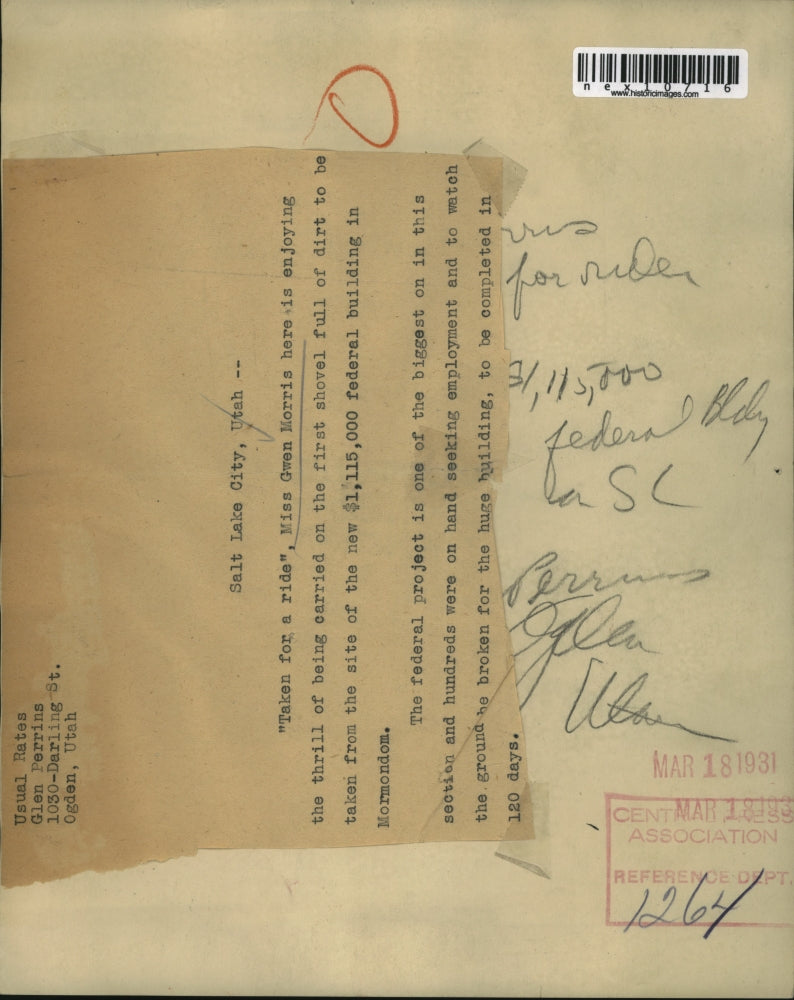 nex10716
www.historicimages.com
Usual Rates
Glen Perrins
1030-Darling St.
Ogden, Utah
Salt Lake City, Utah --
"Taken for a ride", Miss Gwen Morris here is enjoying
the thrill of being carried on the first shovel full of dirt to be
taken from the site of the new $1,115,000 federal building in
Mormondom.
The federal project is one of the biggest on in this
section and hundreds were on hand seeking employment and to watch
the ground be broken for the huge building, to be completed in
120 days.
for ride
$1,115,000
federal Bldg
in SL
Perrins
Ogden
Utah
MAR 18 1931
MAR 18 193
CENTRAL PRESS
ASSOCIATION
REFERENCE DEPT.
1264